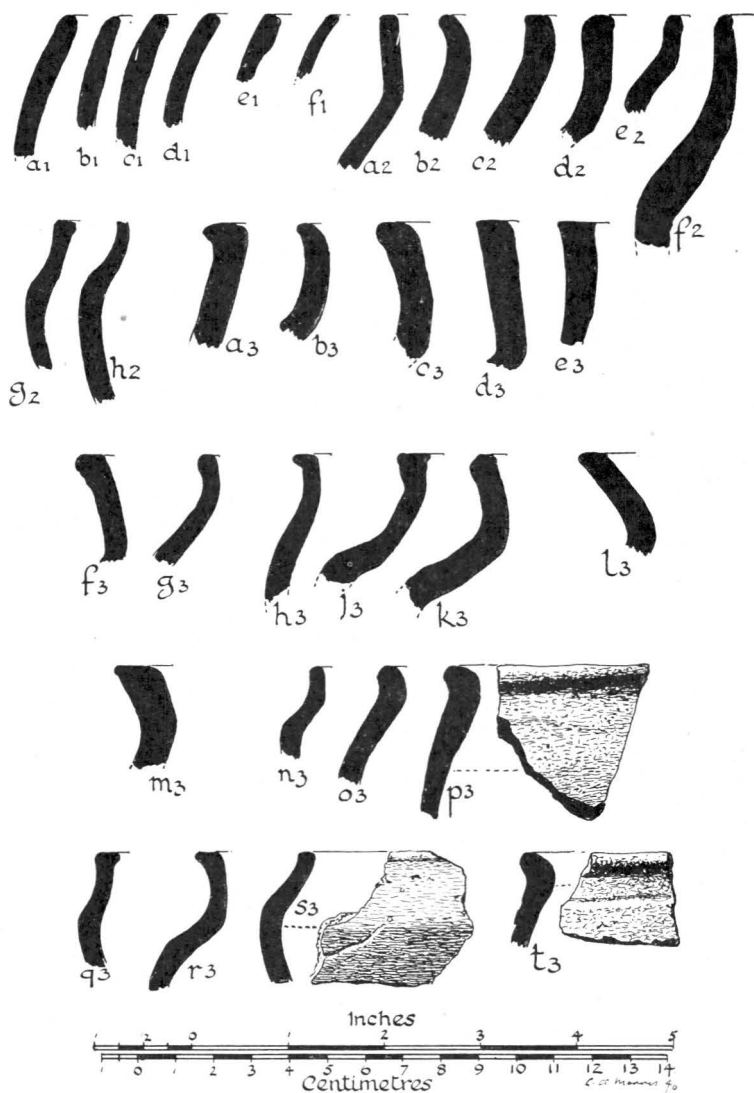 a1 b1 c1 d1 e1 f1 a2 b2 c2 d2 e2 f2
g2 h2 a3 b3 c3 d3 e3
f3 g3 h3 j3 k3 l3
m3 n3 o3 p3
q3 r3 s3 t3
Inches
1 2 0 1 2 3 4 5
1 0 1 2 3 4 5 6 7 8 9 10 11 12 13 14
Centimetres